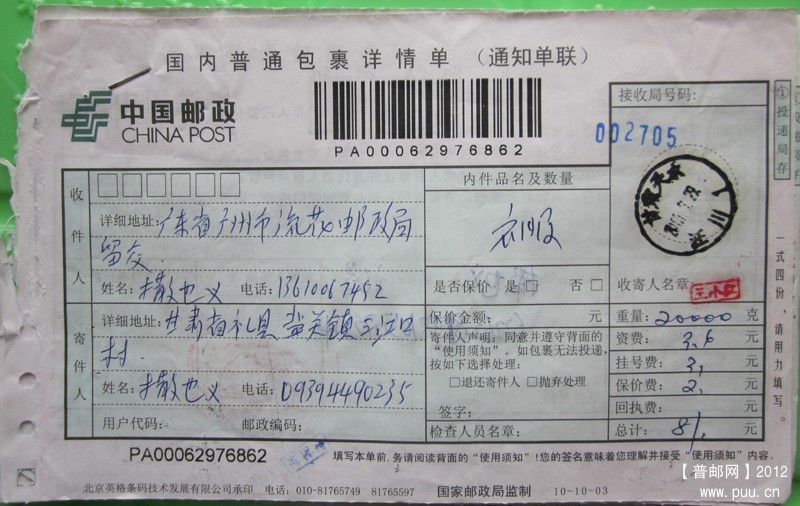 国内普通包裹详情单（通知单联）
中国邮政
CHINA POST
PA00062976862
接收局号码:
002705
①投递局存
一式四份，请用力填写。
收件人
详细地址: 广东省广州市流花邮政局
留交.
姓名: 撒也义 电话: 13610067452
内件品名及数量
衣服
是否保价 是□ 否□
收寄人名章:
寄件人
详细地址: 甘肃省礼县盐关镇三江口
村.
姓名: 撒也义 电话: 09394490235
用户代码: 邮政编码:
保价金额: 元
寄件人声明: 同意并遵守背面的
“使用须知”。如包裹无法投递,
按如下选择处理:
□退还寄件人 □抛弃处理
签字:
检查人员名章:
重量: 20000 克
资费: 3.6 元
挂号费: 3. 元
保价费: 2. 元
回执费: 元
总计: 8 元
PA00062976862
填写本单前,务请阅读背面的“使用须知”!您的签名意味着您理解并接受“使用须知”内容.
北京英格条码技术发展有限公司承印 电话: 010-81765749 81765597 国家邮政局监制 10-10-03
【普邮网】2012
www.puu.cn